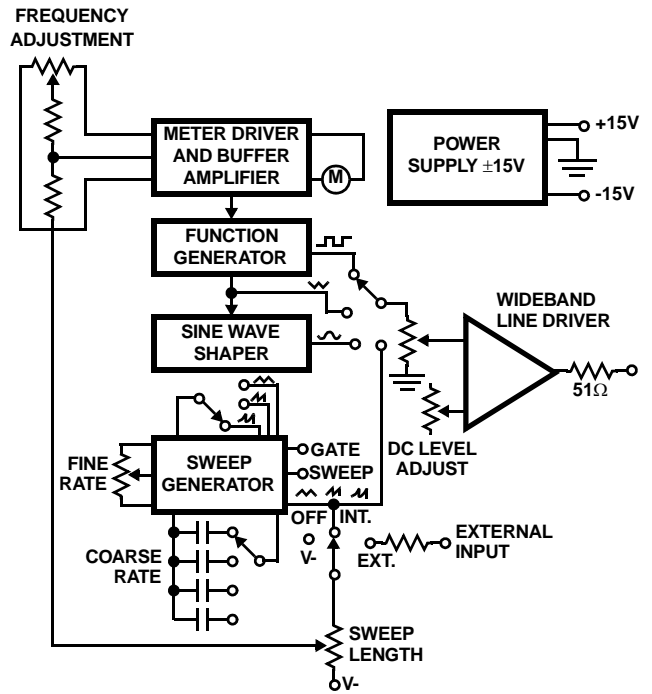 FREQUENCY
ADJUSTMENT
METER DRIVER
AND BUFFER
AMPLIFIER
M
POWER
SUPPLY ±15V
+15V
-15V
FUNCTION
GENERATOR
SINE WAVE
SHAPER
WIDEBAND
LINE DRIVER
51Ω
DC LEVEL
ADJUST
FINE
RATE
SWEEP
GENERATOR
GATE
SWEEP
OFF
INT.
V-
EXT.
EXTERNAL
INPUT
COARSE
RATE
SWEEP
LENGTH
V-